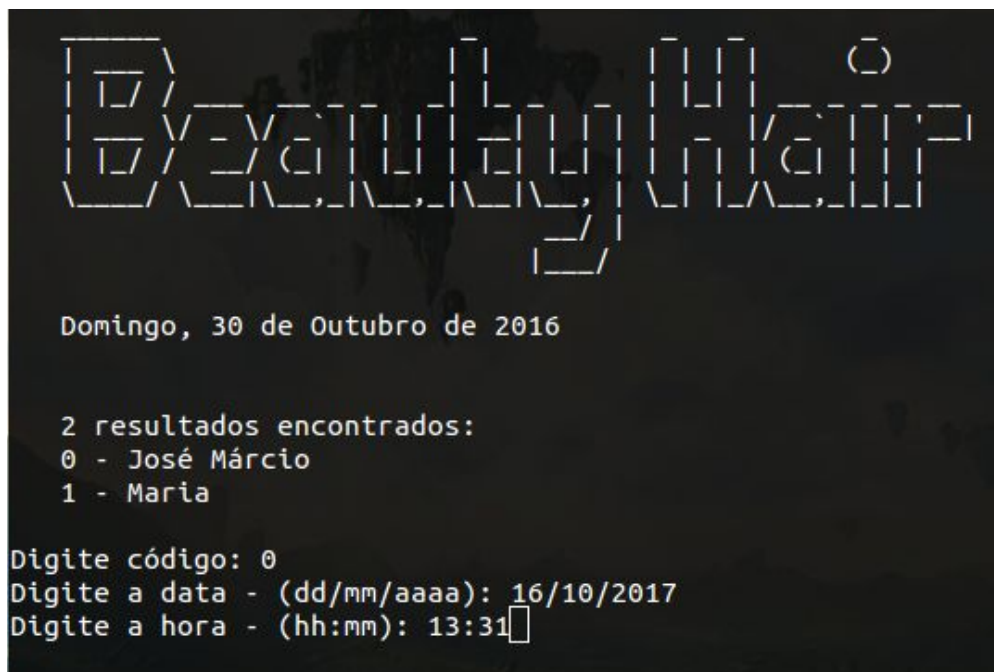 BeautyHair
Domingo, 30 de Outubro de 2016
2 resultados encontrados:
0 - José Márcio
1 - Maria
Digite código: 0
Digite a data - (dd/mm/aaaa): 16/10/2017
Digite a hora - (hh:mm): 13:31